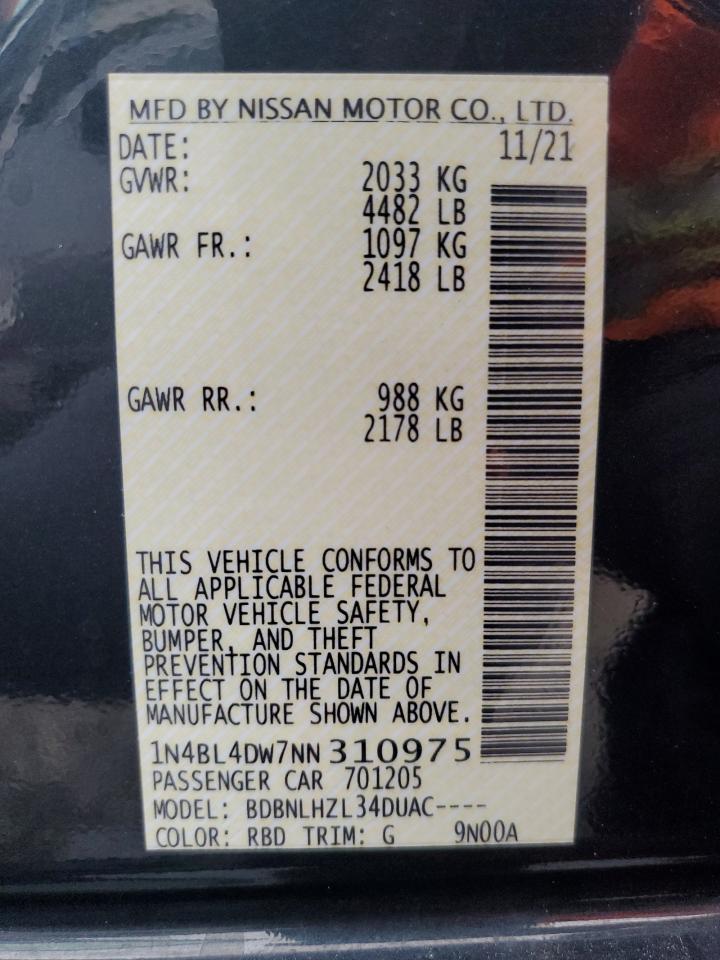 MFD BY NISSAN MOTOR CO., LTD.
DATE: 11/21
GVWR: 2033 KG
4482 LB
GAWR FR.: 1097 KG
2418 LB
GAWR RR.: 988 KG
2178 LB
THIS VEHICLE CONFORMS TO
ALL APPLICABLE FEDERAL
MOTOR VEHICLE SAFETY,
BUMPER, AND THEFT
PREVENTION STANDARDS IN
EFFECT ON THE DATE OF
MANUFACTURE SHOWN ABOVE.
1N4BL4DW7NN310975
PASSENGER CAR 701205
MODEL: BDBNLHZL34DUAC----
COLOR: RBD TRIM: G 9N00A